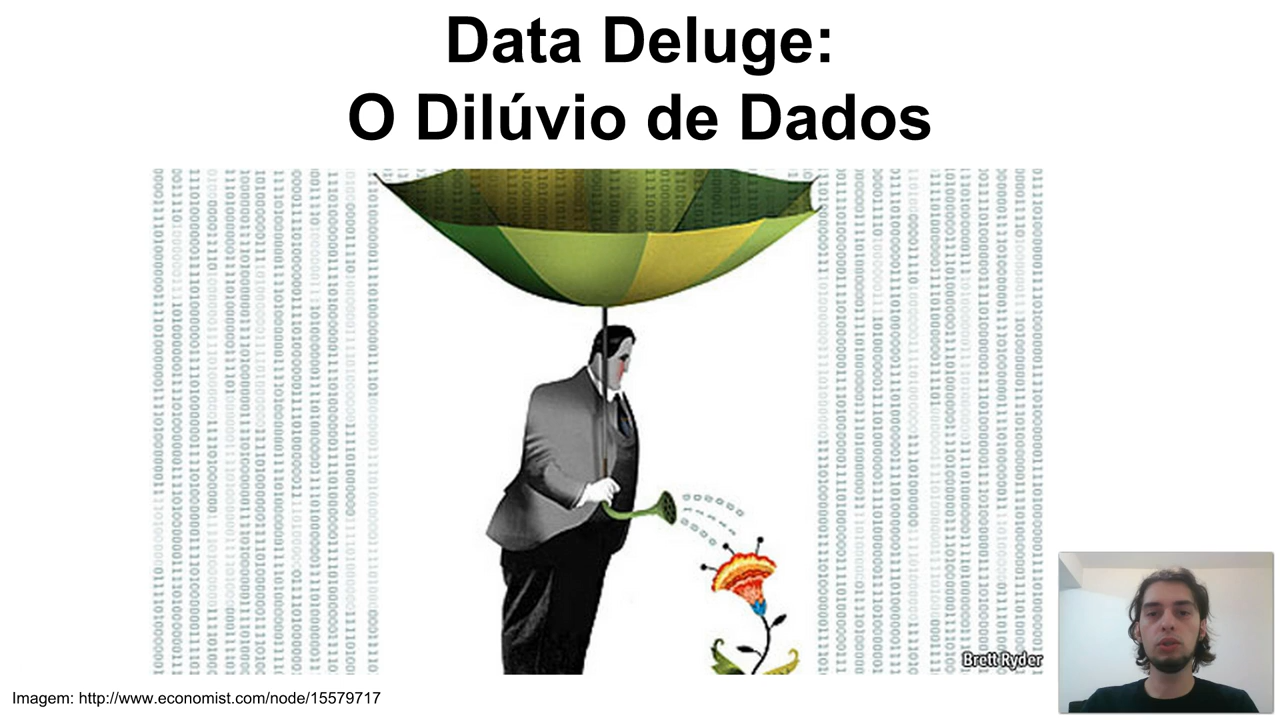 Data Deluge:
O Dilúvio de Dados
Brett Ryder
Imagem: http://www.economist.com/node/15579717